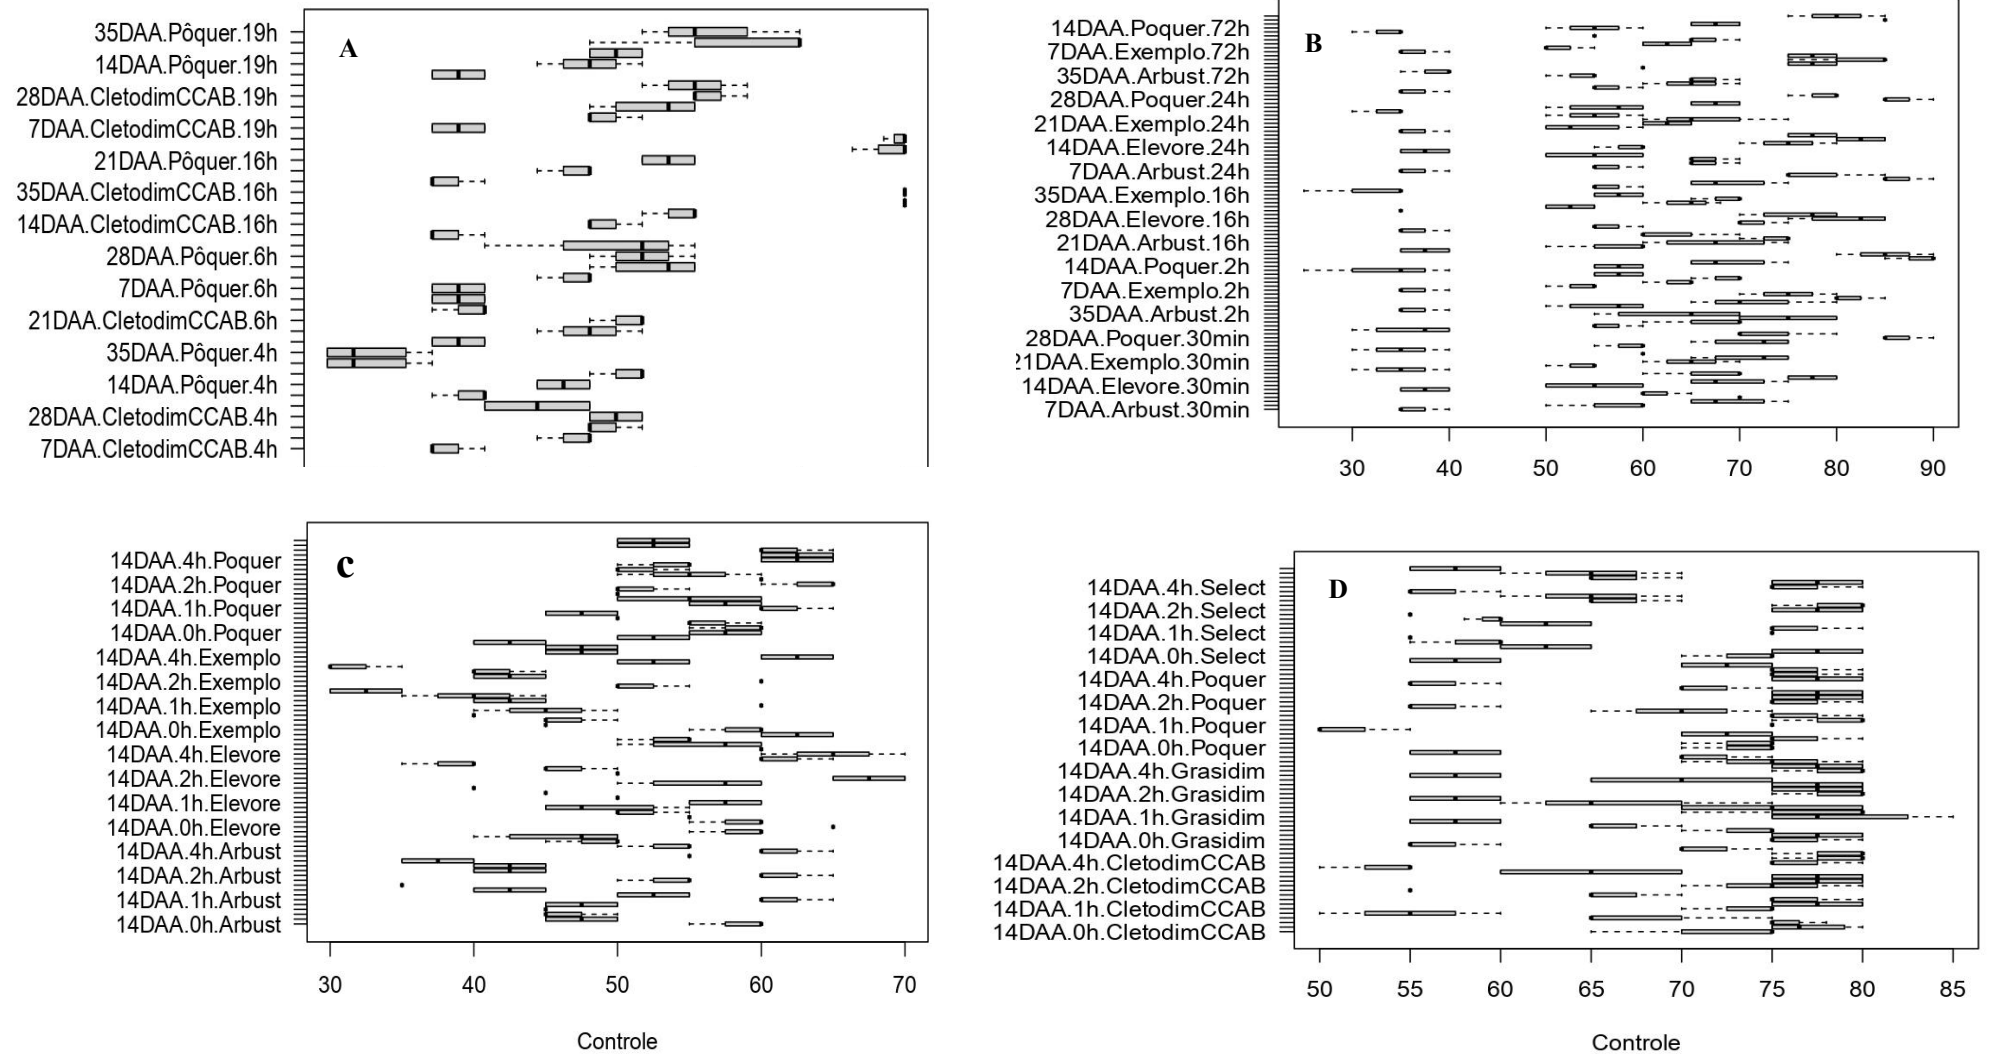 A
35DAA.Pôquer.19h
14DAA.Pôquer.19h
28DAA.CletodimCCAB.19h
7DAA.CletodimCCAB.19h
21DAA.Pôquer.16h
35DAA.CletodimCCAB.16h
14DAA.CletodimCCAB.16h
28DAA.Pôquer.6h
7DAA.Pôquer.6h
21DAA.CletodimCCAB.6h
35DAA.Pôquer.4h
14DAA.Pôquer.4h
28DAA.CletodimCCAB.4h
7DAA.CletodimCCAB.4h
B
14DAA.Poquer.72h
7DAA.Exemplo.72h
35DAA.Arbust.72h
28DAA.Poquer.24h
21DAA.Exemplo.24h
14DAA.Elevore.24h
7DAA.Arbust.24h
35DAA.Exemplo.16h
28DAA.Elevore.16h
21DAA.Arbust.16h
14DAA.Poquer.2h
7DAA.Exemplo.2h
35DAA.Arbust.2h
28DAA.Poquer.30min
21DAA.Exemplo.30min
14DAA.Elevore.30min
7DAA.Arbust.30min
30 40 50 60 70 80 90
c
14DAA.4h.Poquer
14DAA.2h.Poquer
14DAA.1h.Poquer
14DAA.0h.Poquer
14DAA.4h.Exemplo
14DAA.2h.Exemplo
14DAA.1h.Exemplo
14DAA.0h.Exemplo
14DAA.4h.Elevore
14DAA.2h.Elevore
14DAA.1h.Elevore
14DAA.0h.Elevore
14DAA.4h.Arbust
14DAA.2h.Arbust
14DAA.1h.Arbust
14DAA.0h.Arbust
30 40 50 60 70
Controle
D
14DAA.4h.Select
14DAA.2h.Select
14DAA.1h.Select
14DAA.0h.Select
14DAA.4h.Poquer
14DAA.2h.Poquer
14DAA.1h.Poquer
14DAA.0h.Poquer
14DAA.4h.Grasidim
14DAA.2h.Grasidim
14DAA.1h.Grasidim
14DAA.0h.Grasidim
14DAA.4h.CletodimCCAB
14DAA.2h.CletodimCCAB
14DAA.1h.CletodimCCAB
14DAA.0h.CletodimCCAB
50 55 60 65 70 75 80 85
Controle